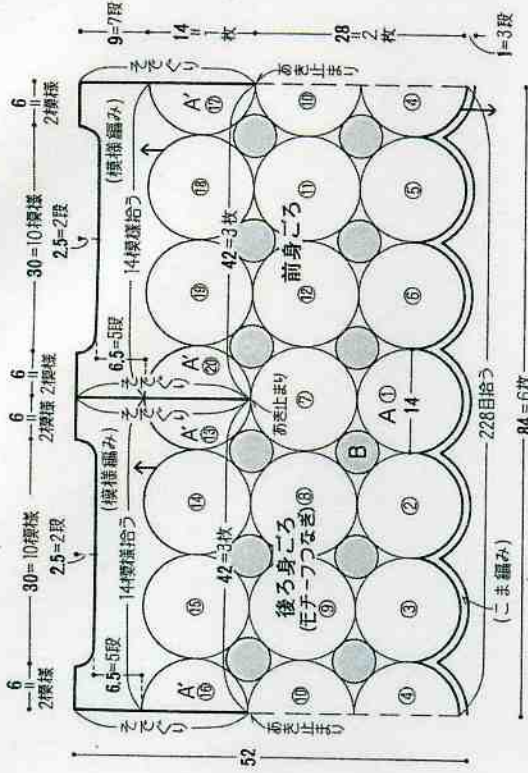 6
2模様
30=10模様
2.5=2段
6
2模様
6
2模様
30=10模様
2.5=2段
6
2模様
9=7段
14=1枚
28=2枚
1=3段
52
そでぐり
そでぐり
そでぐり
そでぐり
6.5=5段
6.5=5段
(模様編み)
(模様編み)
14模様拾う
14模様拾う
A'
⑯
⑮
⑭
A'
⑬
A'
⑳
⑲
⑱
A'
⑰
42=3枚
42=3枚
あき止まり
あき止まり
あき止まり
後ろ身ごろ
(モチーフつなぎ)
前身ごろ
⑩
⑨
⑧
⑦
⑫
⑪
⑩
B
④
③
②
A ①
14
⑥
⑤
④
(こま編み)
228目拾う
84=6枚